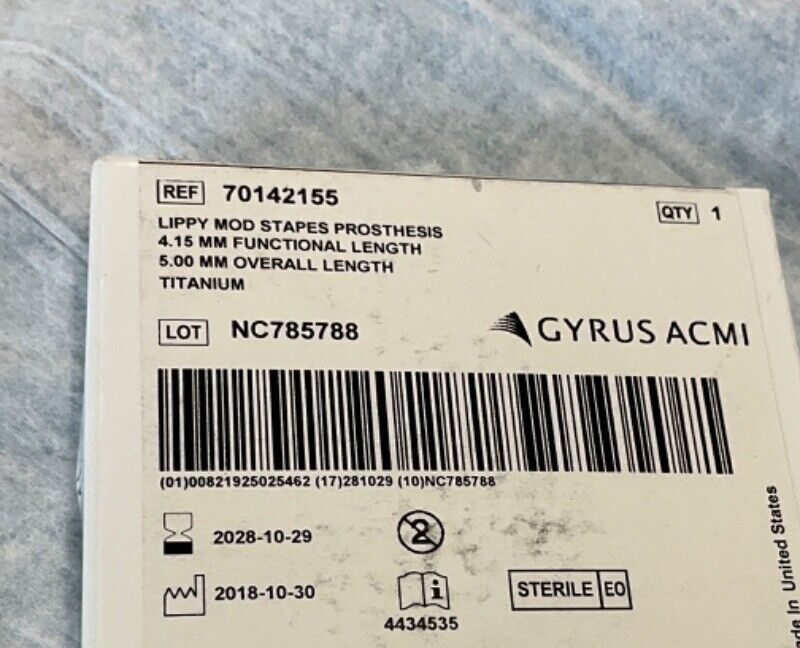 REF 70142155
QTY 1
LIPPY MOD STAPES PROSTHESIS
4.15 MM FUNCTIONAL LENGTH
5.00 MM OVERALL LENGTH
TITANIUM
LOT NC785788
GYRUS ACMI
(01)00821925025462 (17)281029 (10)NC785788
2028-10-29
2
2018-10-30
i
4434535
STERILE EO
In United States